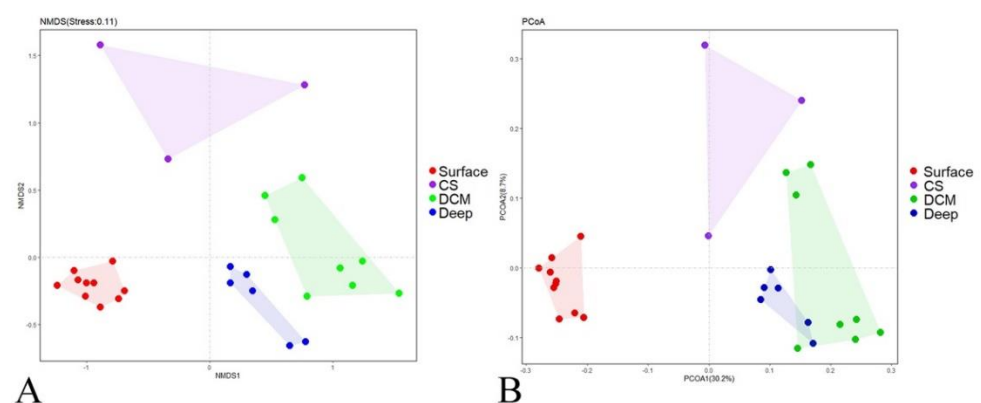 NMDS(Stress:0.11)
1.5
1.0
0.5
0.0
-0.5
NMDS2
-1
0
1
NMDS1
Surface
CS
DCM
Deep
A
PCoA
0.3
0.2
0.1
0.0
-0.1
PCOA2(8.7%)
-0.3
-0.2
-0.1
0.0
0.1
0.2
0.3
PCOA1(30.2%)
Surface
CS
DCM
Deep
B